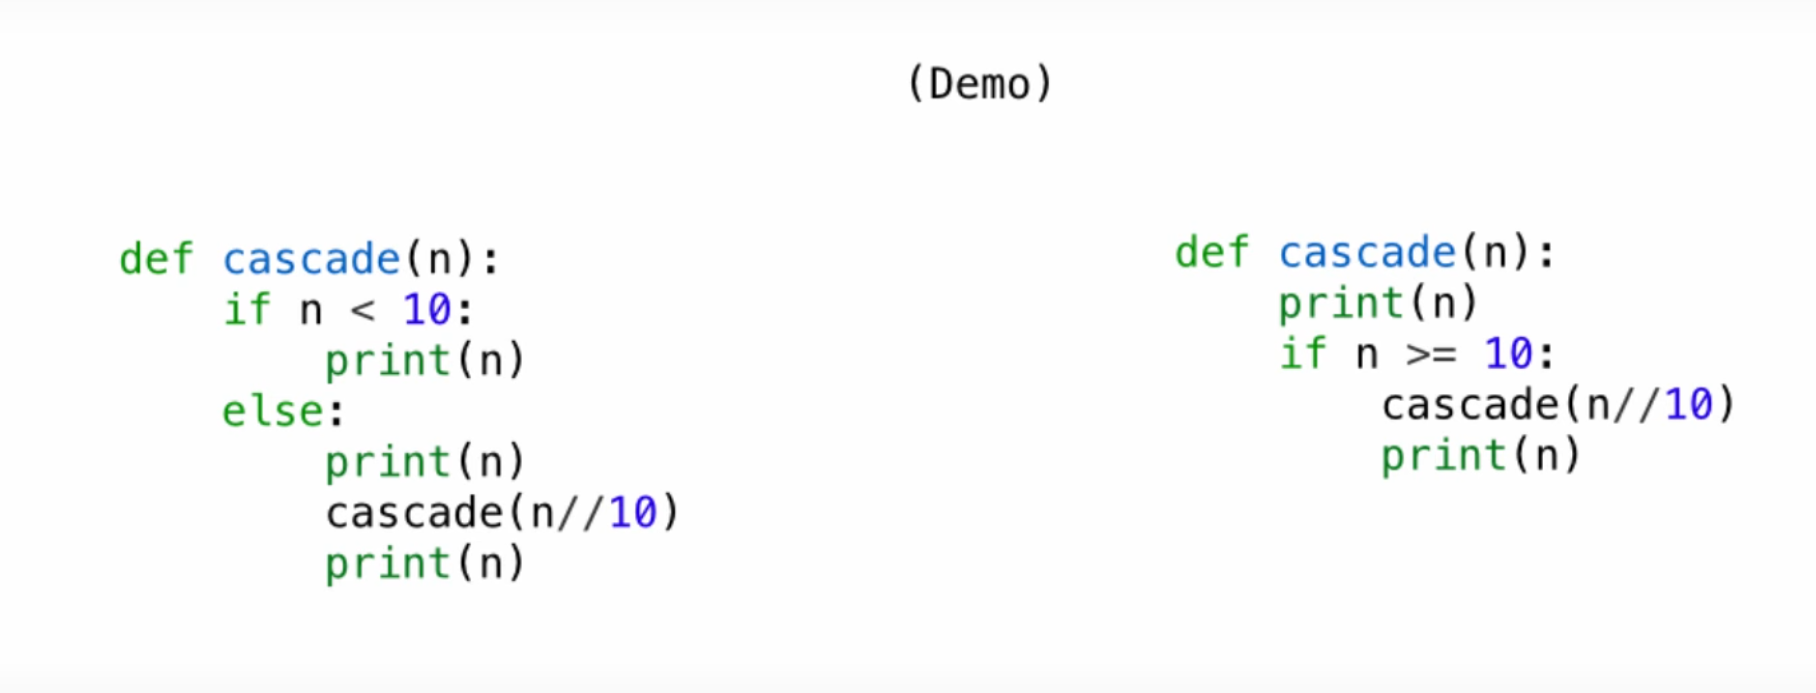 (Demo)
def cascade(n):
    if n < 10:
        print(n)
    else:
        print(n)
        cascade(n//10)
        print(n)
def cascade(n):
    print(n)
    if n >= 10:
        cascade(n//10)
        print(n)